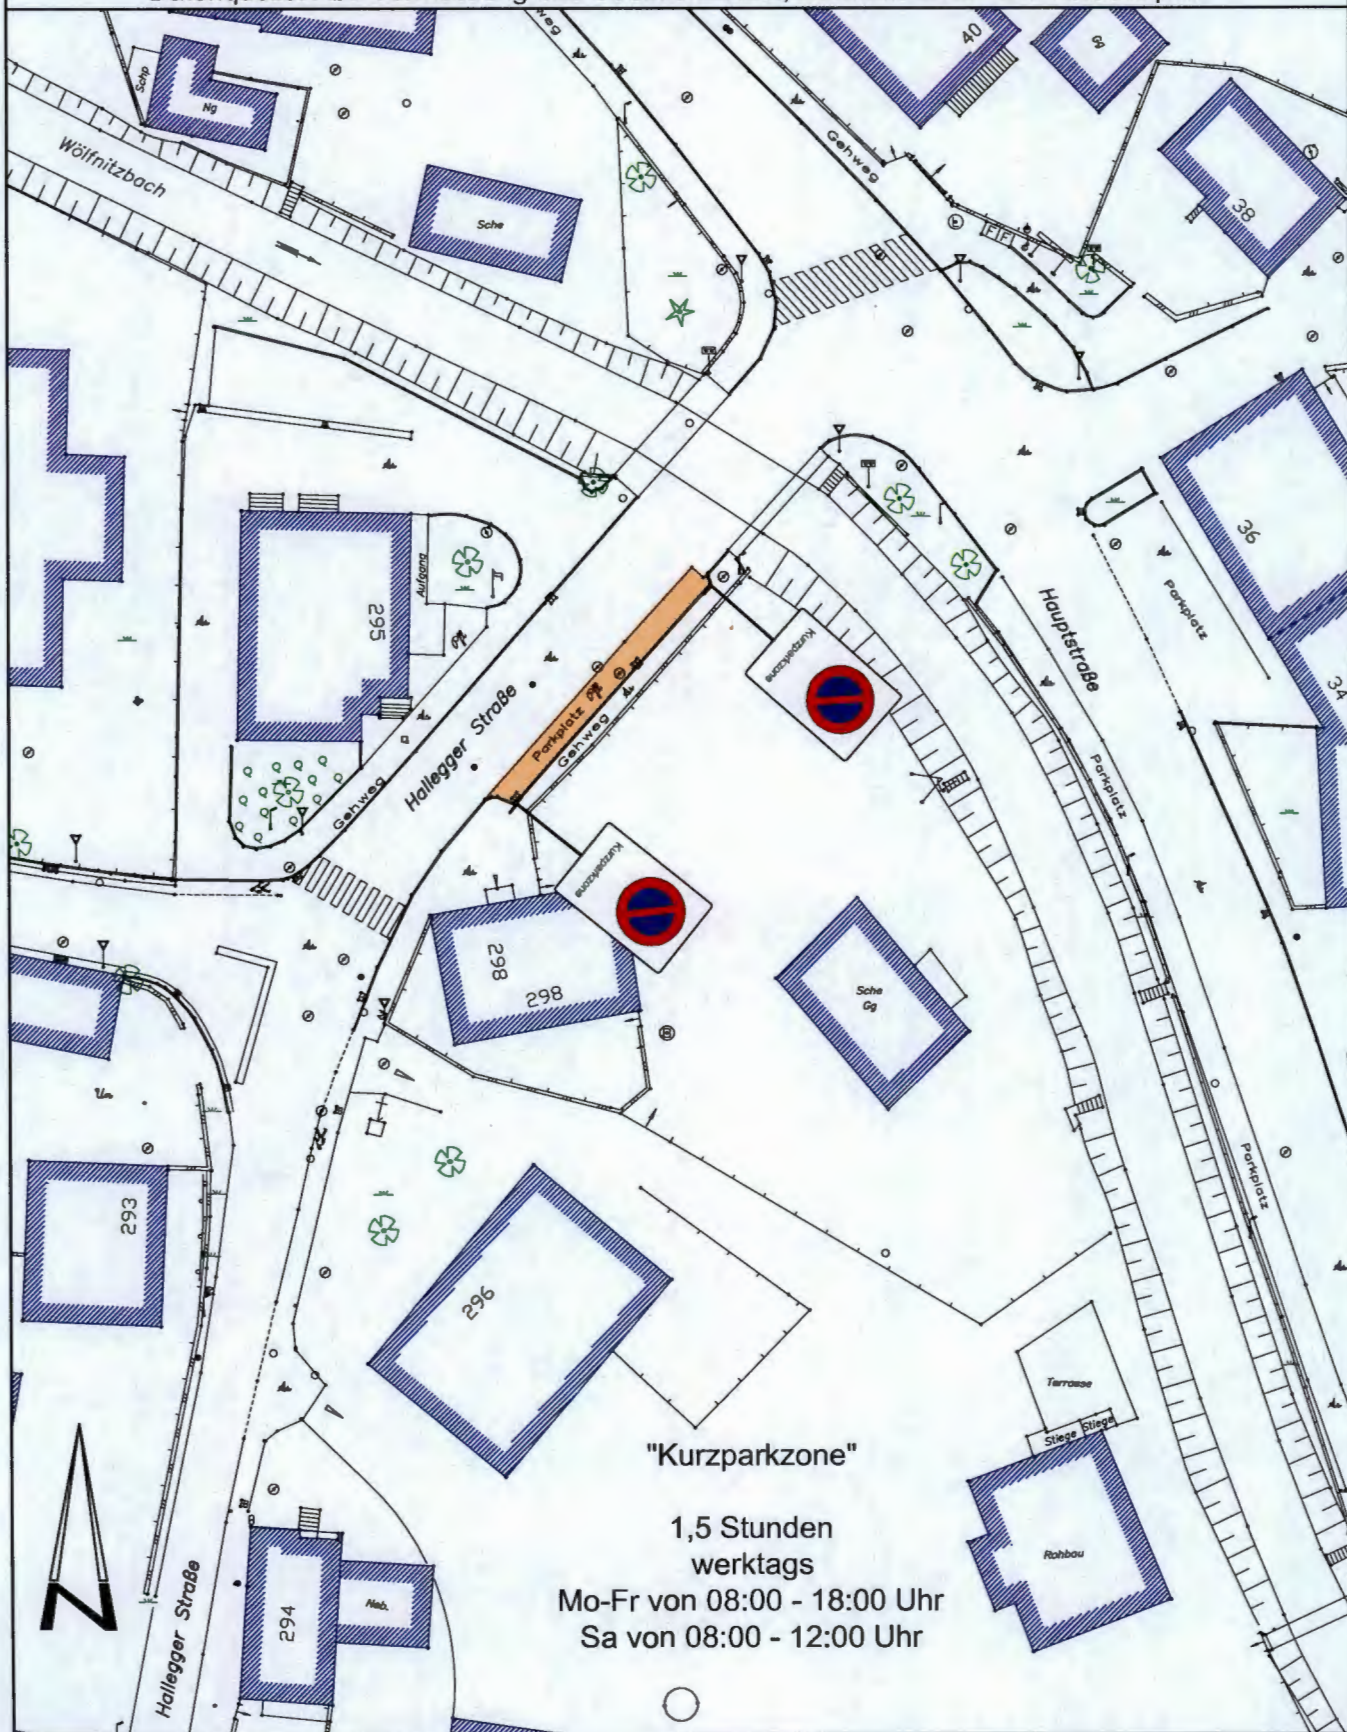 40
Gg
Schp
Ng
Wölfnitzbach
Gehweg
Sche
38
36
Aufgang
295
Parkplatz
Hauptstraße
34
Kurzparkzone
Parkplatz
Gehweg
Hallegger Straße
Parkplatz
Gehweg
Kurzparkzone
298
298
Sche
Gg
293
Parkplatz
296
Terrasse
Stiege Stiege
"Kurzparkzone"
1,5 Stunden
werktags
Mo-Fr von 08:00 - 18:00 Uhr
Sa von 08:00 - 12:00 Uhr
Rohbau
N
Hallegger Straße
294
Neb.